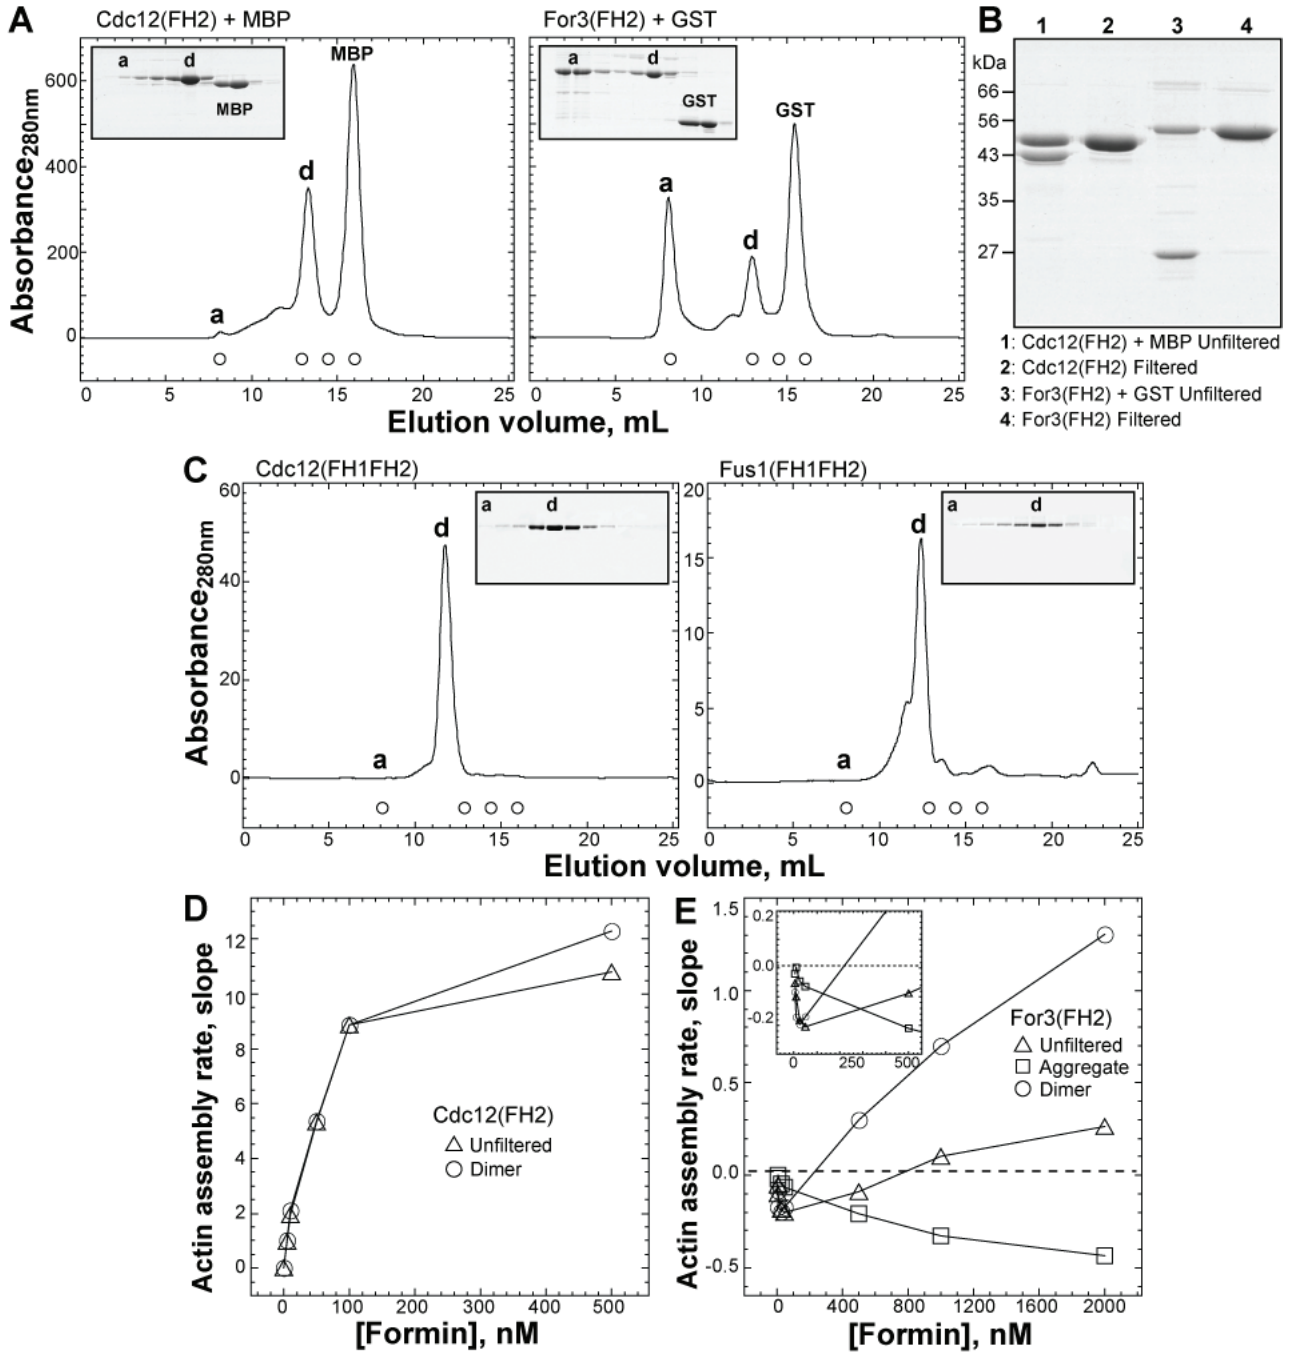 A
Cdc12(FH2) + MBP
For3(FH2) + GST
Absorbance280nm
600
400
200
0
a
d
MBP
MBP
d
a
0 5 10 15 20 25
a
d
GST
GST
a
d
0 5 10 15 20 25
Elution volume, mL
B
1 2 3 4
kDa
66
56
43
35
27
1: Cdc12(FH2) + MBP Unfiltered
2: Cdc12(FH2) Filtered
3: For3(FH2) + GST Unfiltered
4: For3(FH2) Filtered
C
Cdc12(FH1FH2)
Fus1(FH1FH2)
Absorbance280nm
60
40
20
0
a d
d
a
0 5 10 15 20 25
20
15
10
5
0
a d
d
a
0 5 10 15 20 25
Elution volume, mL
D
Actin assembly rate, slope
12
10
8
6
4
2
0
Cdc12(FH2)
Unfiltered
Dimer
0 100 200 300 400 500
[Formin], nM
E
Actin assembly rate, slope
1.5
1.0
0.5
0.0
-0.5
0.2
0.0
-0.2
0 250 500
For3(FH2)
Unfiltered
Aggregate
Dimer
0 400 800 1200 1600 2000
[Formin], nM